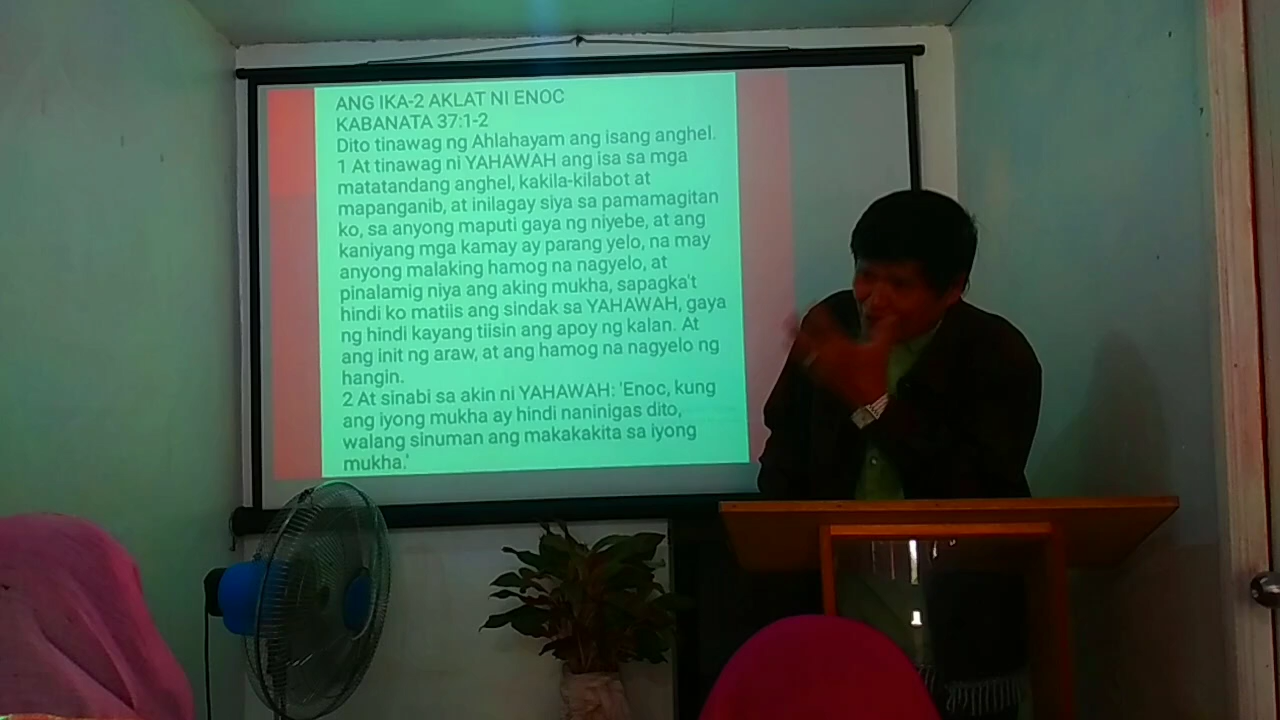 ANG IKA-2 AKLAT NI ENOC
KABANATA 37:1-2
Dito tinawag ng Ahlahayam ang isang anghel.
1 At tinawag ni YAHAWAH ang isa sa mga
matatandang anghel, kakila-kilabot at
mapanganib, at inilagay siya sa pamamagitan
ko, sa anyong maputi gaya ng niyebe, at ang
kaniyang mga kamay ay parang yelo, na may
anyong malaking hamog na nagyelo, at
pinalamig niya ang aking mukha, sapagka't
hindi ko matiis ang sindak sa YAHAWAH, gaya
ng hindi kayang tiisin ang apoy ng kalan. At
ang init ng araw, at ang hamog na nagyelo ng
hangin.
2 At sinabi sa akin ni YAHAWAH: 'Enoc, kung
ang iyong mukha ay hindi naninigas dito,
walang sinuman ang makakakita sa iyong
mukha.'